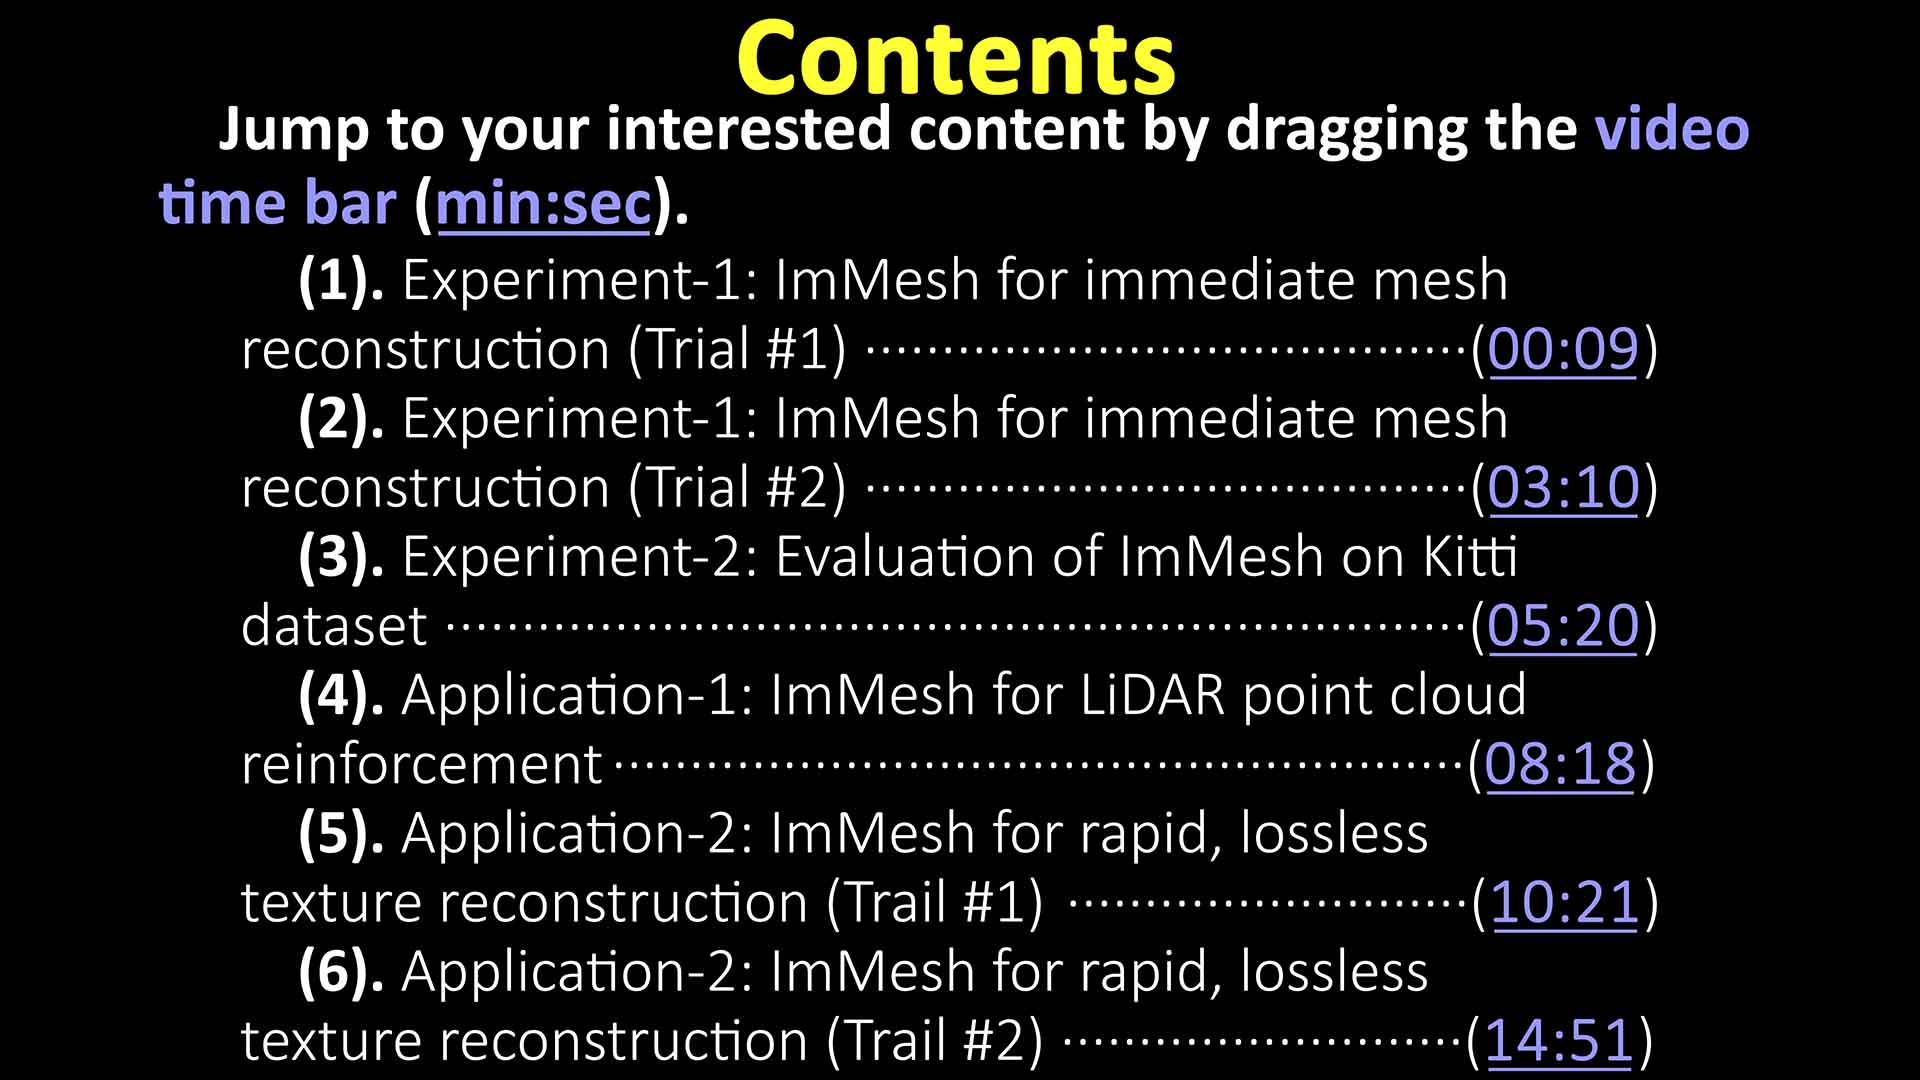 Contents
Jump to your interested content by dragging the video
time bar (min:sec).
(1). Experiment-1: ImMesh for immediate mesh
reconstruction (Trial #1) ······································(00:09)
(2). Experiment-1: ImMesh for immediate mesh
reconstruction (Trial #2) ······································(03:10)
(3). Experiment-2: Evaluation of ImMesh on Kitti
dataset ·································································(05:20)
(4). Application-1: ImMesh for LiDAR point cloud
reinforcement ······················································(08:18)
(5). Application-2: ImMesh for rapid, lossless
texture reconstruction (Trail #1) ·························(10:21)
(6). Application-2: ImMesh for rapid, lossless
texture reconstruction (Trail #2) ·························(14:51)